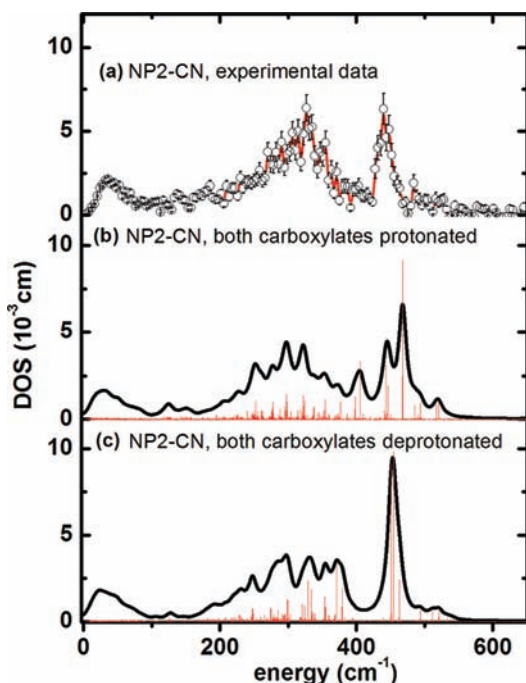 10
(a) NP2-CN, experimental data
5
0
10
(b) NP2-CN, both carboxylates protonated
5
0
10
(c) NP2-CN, both carboxylates deprotonated
5
0
0 200 400 600
energy (cm-1)
DOS (10-3cm)